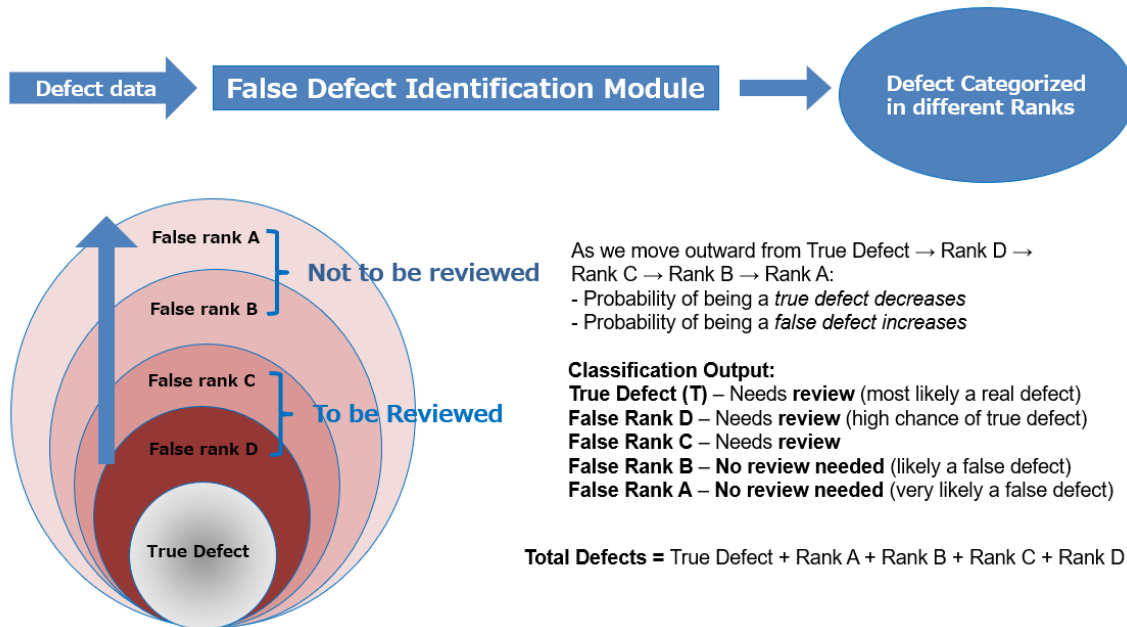 Defect data
False Defect Identification Module
Defect Categorized
in different Ranks
False rank A
Not to be reviewed
False rank B
False rank C
To be Reviewed
False rank D
True Defect
As we move outward from True Defect → Rank D →
Rank C → Rank B → Rank A:
- Probability of being a true defect decreases
- Probability of being a false defect increases
Classification Output:
True Defect (T) – Needs review (most likely a real defect)
False Rank D – Needs review (high chance of true defect)
False Rank C – Needs review
False Rank B – No review needed (likely a false defect)
False Rank A – No review needed (very likely a false defect)
Total Defects = True Defect + Rank A + Rank B + Rank C + Rank D